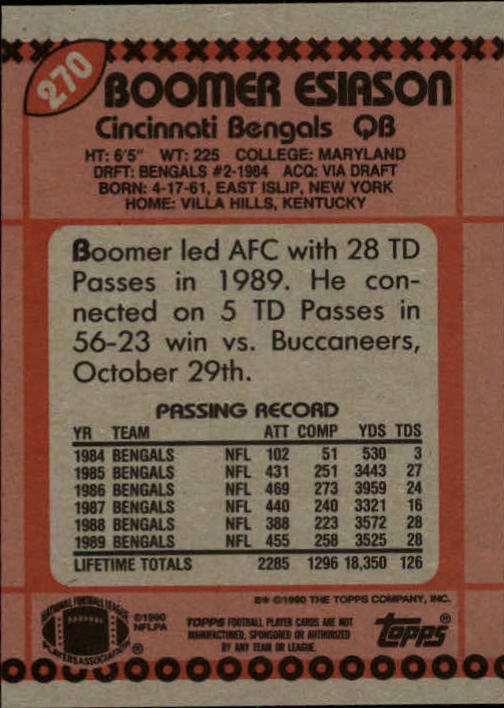 270
BOOMER ESIASON
Cincinnati Bengals QB
HT: 6'5" WT: 225 COLLEGE: MARYLAND
DRFT: BENGALS #2-1984 ACQ: VIA DRAFT
BORN: 4-17-61, EAST ISLIP, NEW YORK
HOME: VILLA HILLS, KENTUCKY
Boomer led AFC with 28 TD
Passes in 1989. He con-
nected on 5 TD Passes in
56-23 win vs. Buccaneers,
October 29th.
PASSING RECORD
YR TEAM ATT COMP YDS TDS
1984 BENGALS NFL 102 51 530 3
1985 BENGALS NFL 431 251 3443 27
1986 BENGALS NFL 469 273 3959 24
1987 BENGALS NFL 440 240 3321 16
1988 BENGALS NFL 388 223 3572 28
1989 BENGALS NFL 455 258 3525 28
LIFETIME TOTALS 2285 1296 18,350 126
B* ©1990 THE TOPPS COMPANY, INC.
NATIONAL FOOTBALL LEAGUE
PLAYERS ASSOCIATION ®
©1990
NFLPA
TOPPS FOOTBALL PLAYER CARDS ARE NOT
MANUFACTURED, SPONSORED OR AUTHORIZED
BY ANY TEAM OR LEAGUE.
topps®